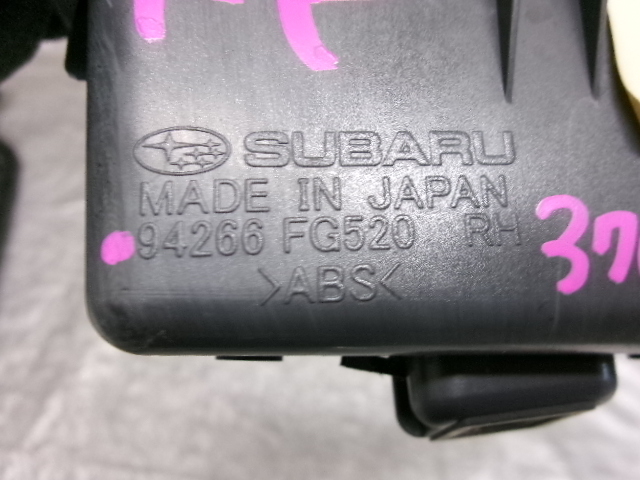 SUBARU
MADE IN JAPAN
94266 FG520 RH
>ABS<